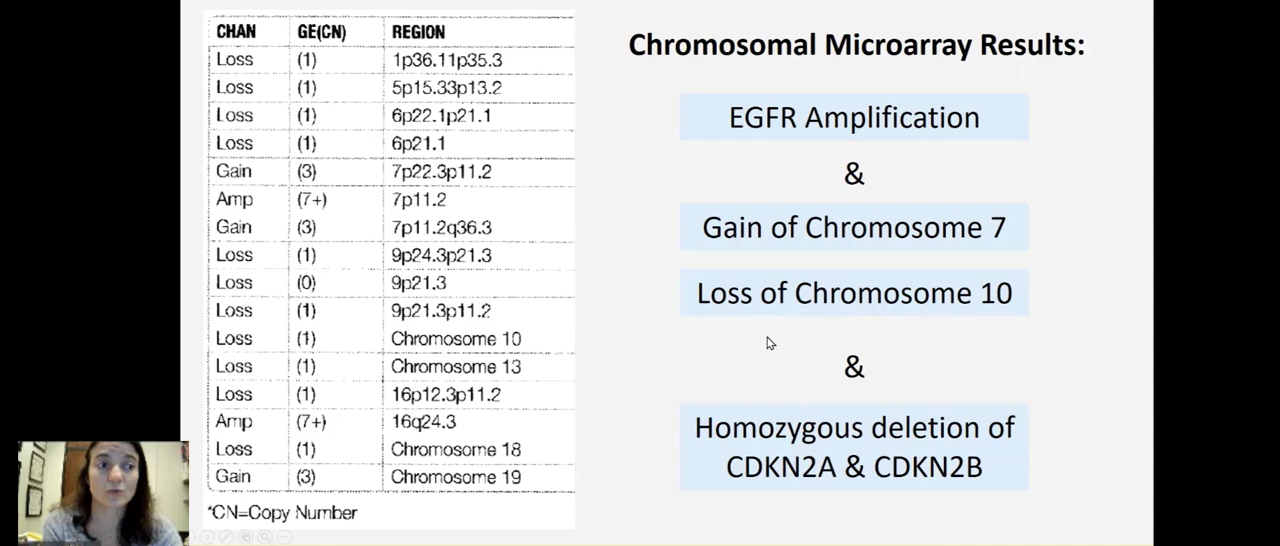 CHAN GE(CN) REGION
Loss (1) 1p36.11p35.3
Loss (1) 5p15.33p13.2
Loss (1) 6p22.1p21.1
Loss (1) 6p21.1
Gain (3) 7p22.3p11.2
Amp (7+) 7p11.2
Gain (3) 7p11.2q36.3
Loss (1) 9p24.3p21.3
Loss (0) 9p21.3
Loss (1) 9p21.3p11.2
Loss (1) Chromosome 10
Loss (1) Chromosome 13
Loss (1) 16p12.3p11.2
Amp (7+) 16q24.3
Loss (1) Chromosome 18
Gain (3) Chromosome 19
*CN=Copy Number
Chromosomal Microarray Results:
EGFR Amplification
&
Gain of Chromosome 7
Loss of Chromosome 10
&
Homozygous deletion of
CDKN2A & CDKN2B